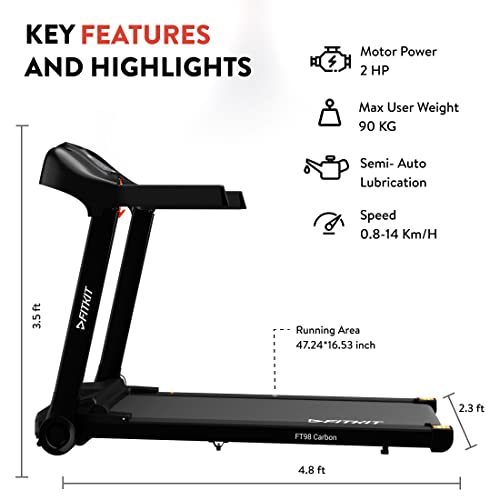 KEY FEATURES
AND HIGHLIGHTS
Motor Power
2 HP
Max User Weight
90 KG
Semi- Auto
Lubrication
Speed
0.8-14 Km/H
3.5 ft
FITKIT
Running Area
47.24*16.53 inch
2.3 ft
FITKIT
FT98 Carbon
4.8 ft